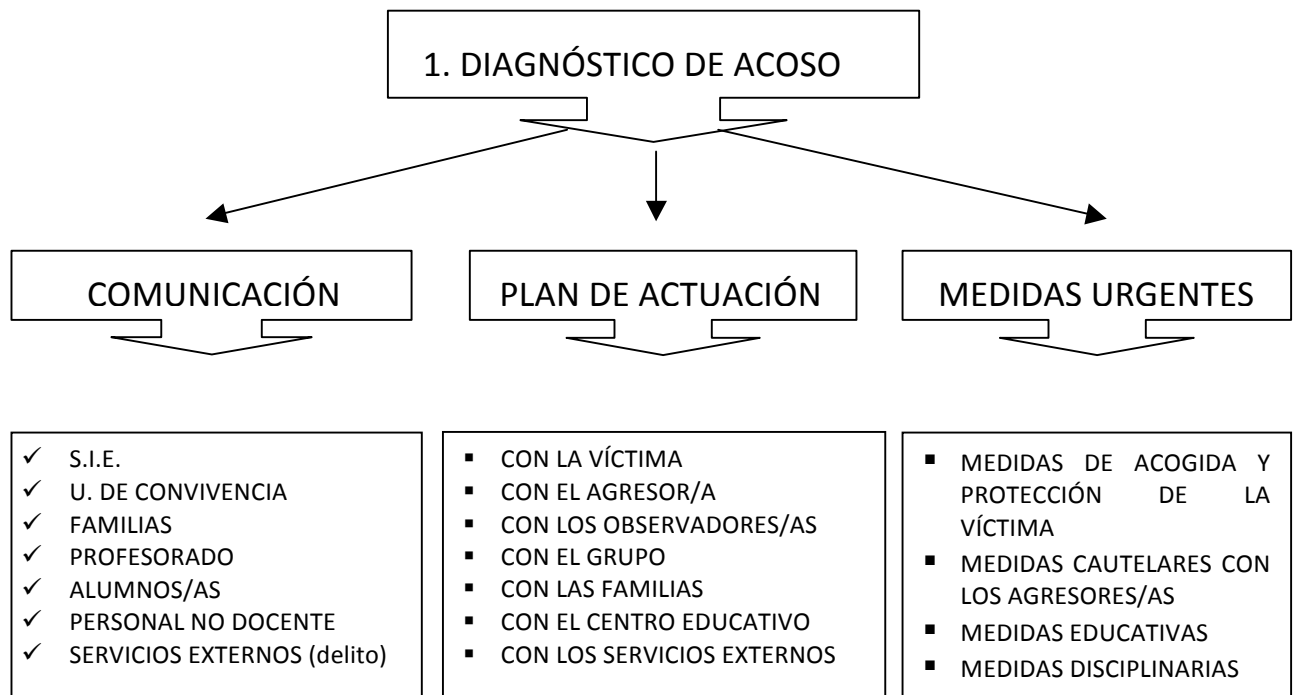 1. DIAGNÓSTICO DE ACOSO
COMUNICACIÓN
✓ S.I.E.
✓ U. DE CONVIVENCIA
✓ FAMILIAS
✓ PROFESORADO
✓ ALUMNOS/AS
✓ PERSONAL NO DOCENTE
✓ SERVICIOS EXTERNOS (delito)
PLAN DE ACTUACIÓN
▪ CON LA VÍCTIMA
▪ CON EL AGRESOR/A
▪ CON LOS OBSERVADORES/AS
▪ CON EL GRUPO
▪ CON LAS FAMILIAS
▪ CON EL CENTRO EDUCATIVO
▪ CON LOS SERVICIOS EXTERNOS
MEDIDAS URGENTES
▪ MEDIDAS DE ACOGIDA Y
PROTECCIÓN DE LA
VÍCTIMA
▪ MEDIDAS CAUTELARES CON
LOS AGRESORES/AS
▪ MEDIDAS EDUCATIVAS
▪ MEDIDAS DISCIPLINARIAS